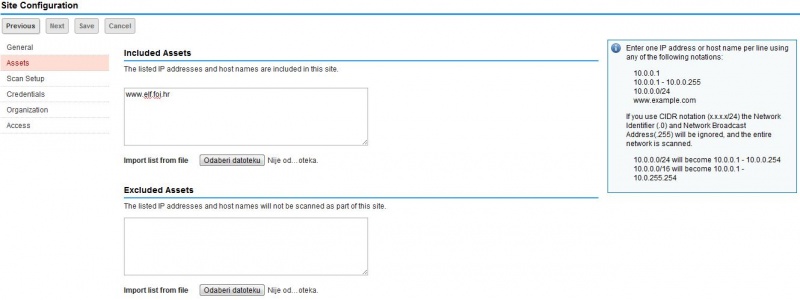 Site Configuration
Previous Next Save Cancel
General
Assets
Scan Setup
Credentials
Organization
Access
Included Assets
The listed IP addresses and host names are included in this site.
www.elf.foi.hr
Import list from file Odaberi datoteku Nije od...oteka.
Excluded Assets
The listed IP addresses and host names will not be scanned as part of this site.
Import list from file Odaberi datoteku Nije od...oteka.
Enter one IP address or host name per line using
any of the following notations:
10.0.0.1
10.0.0.1 - 10.0.0.255
10.0.0.0/24
www.example.com
If you use CIDR notation (x.x.x.x/24) the Network
Identifier (.0) and Network Broadcast
Address(.255) will be ignored, and the entire
network is scanned.
10.0.0.0/24 will become 10.0.0.1 - 10.0.0.254
10.0.0.0/16 will become 10.0.0.1 -
10.0.255.254